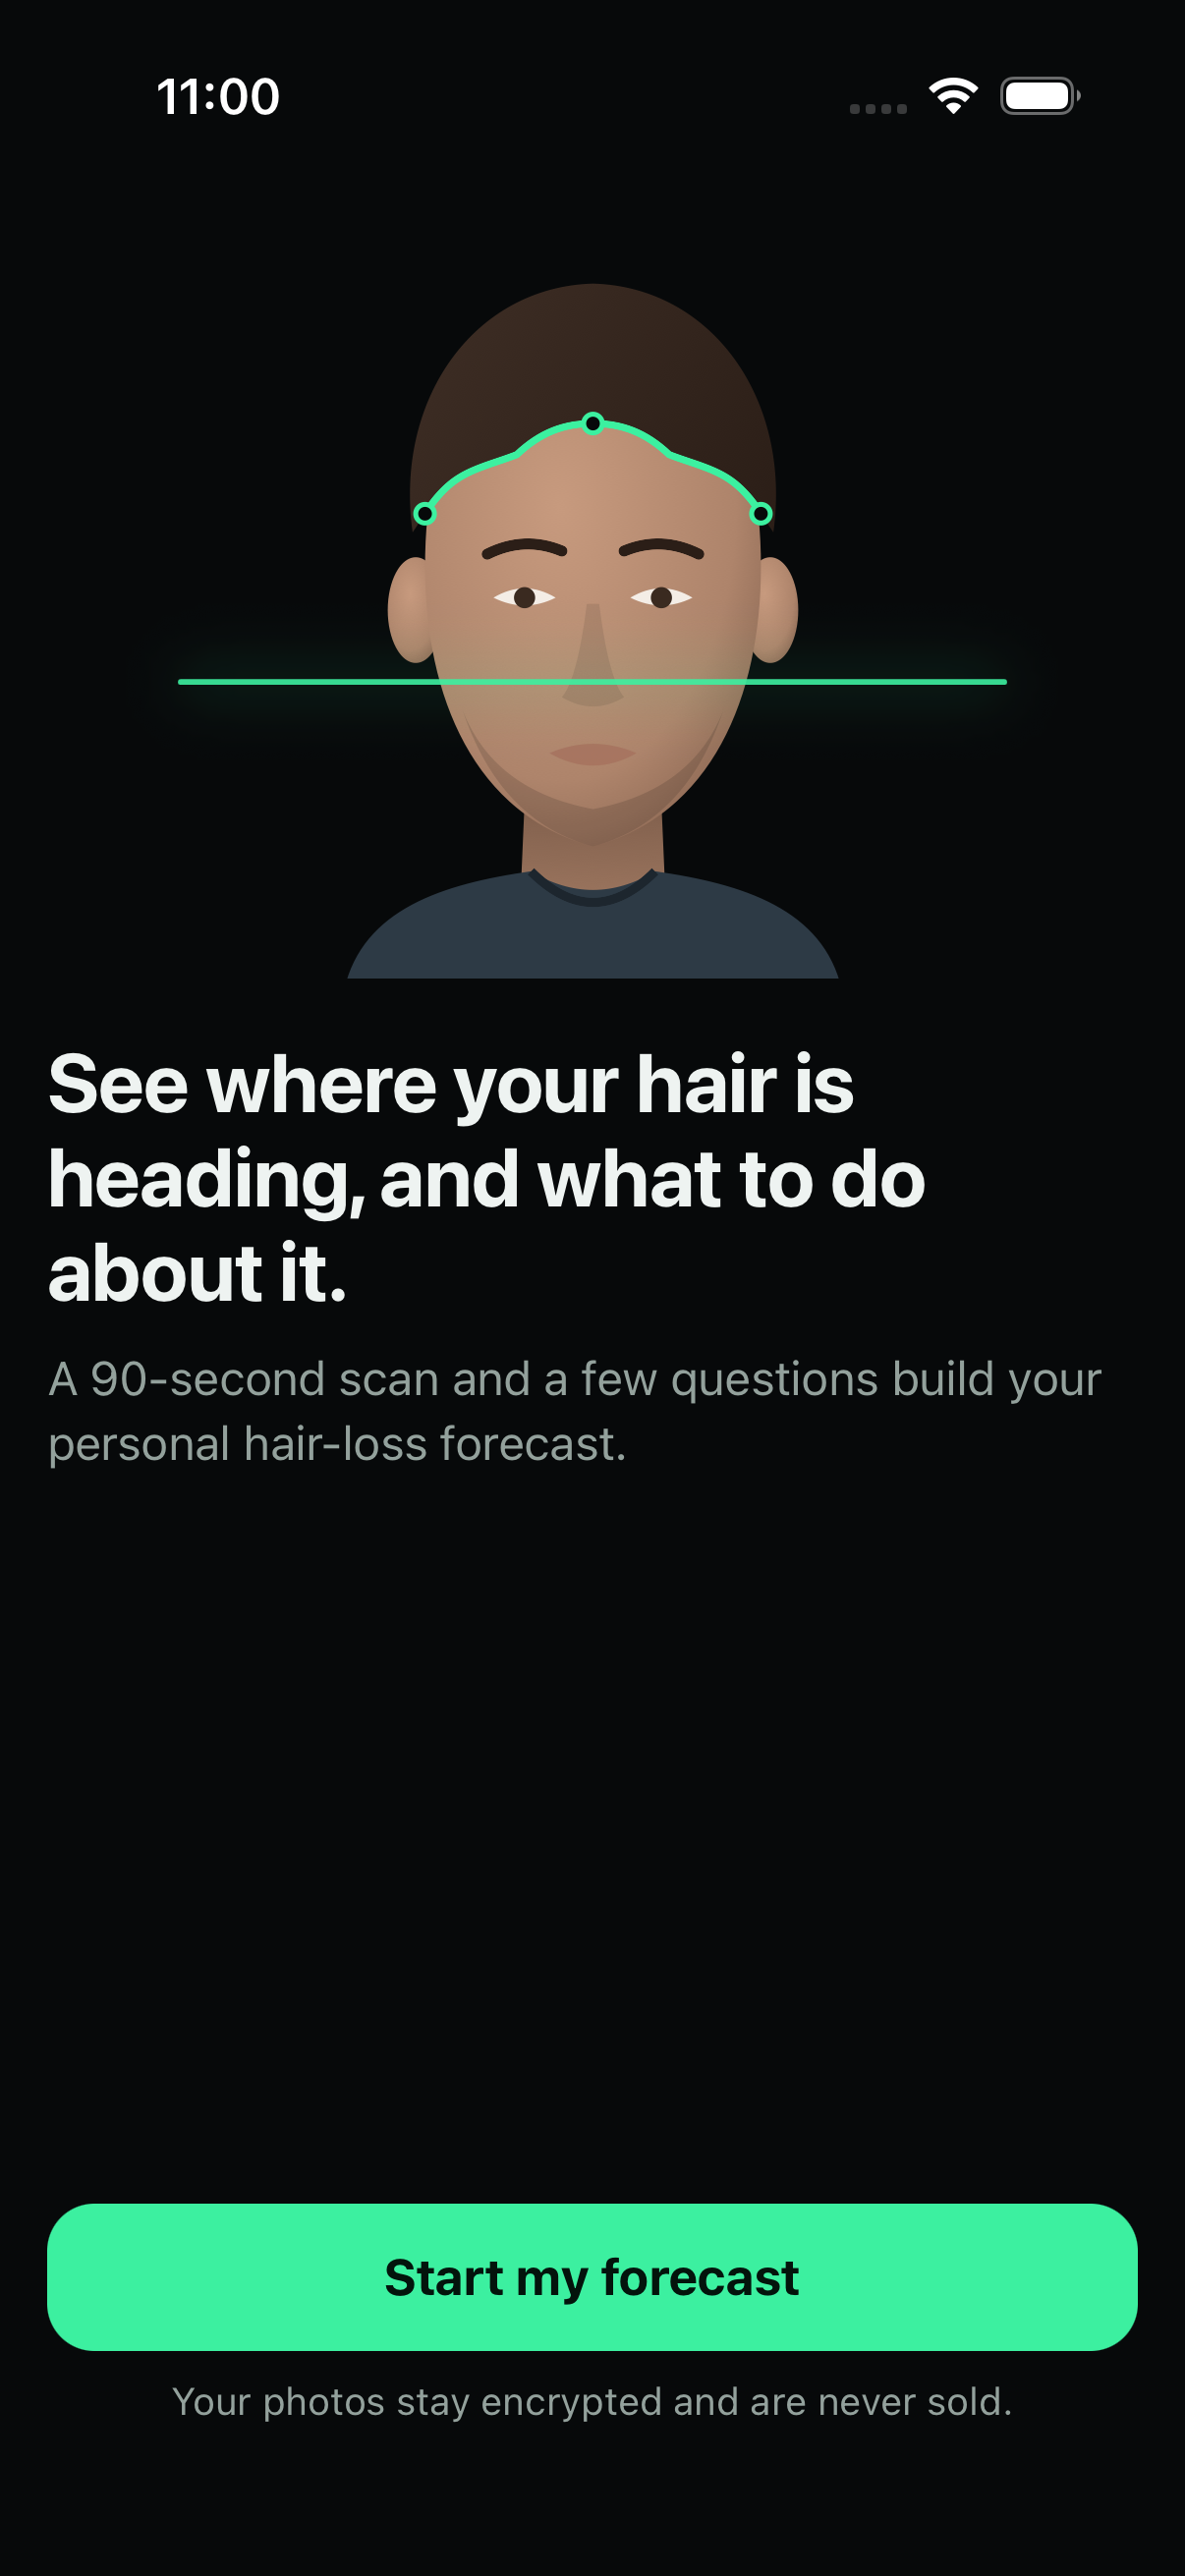 11:00
See where your hair is
heading, and what to do
about it.
A 90-second scan and a few questions build your
personal hair-loss forecast.
Start my forecast
Your photos stay encrypted and are never sold.